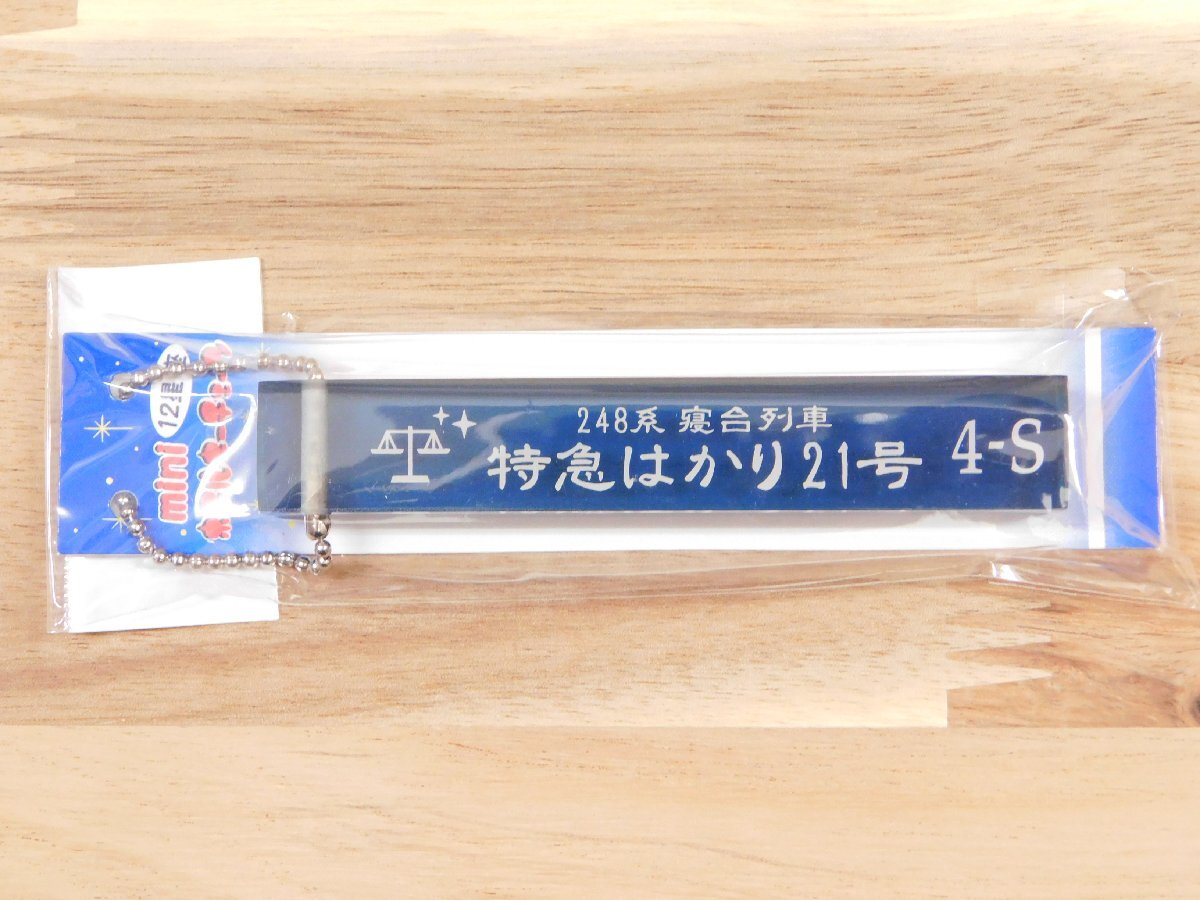 mini
12星座
248系 寝台列車
特急はかり21号
4-S